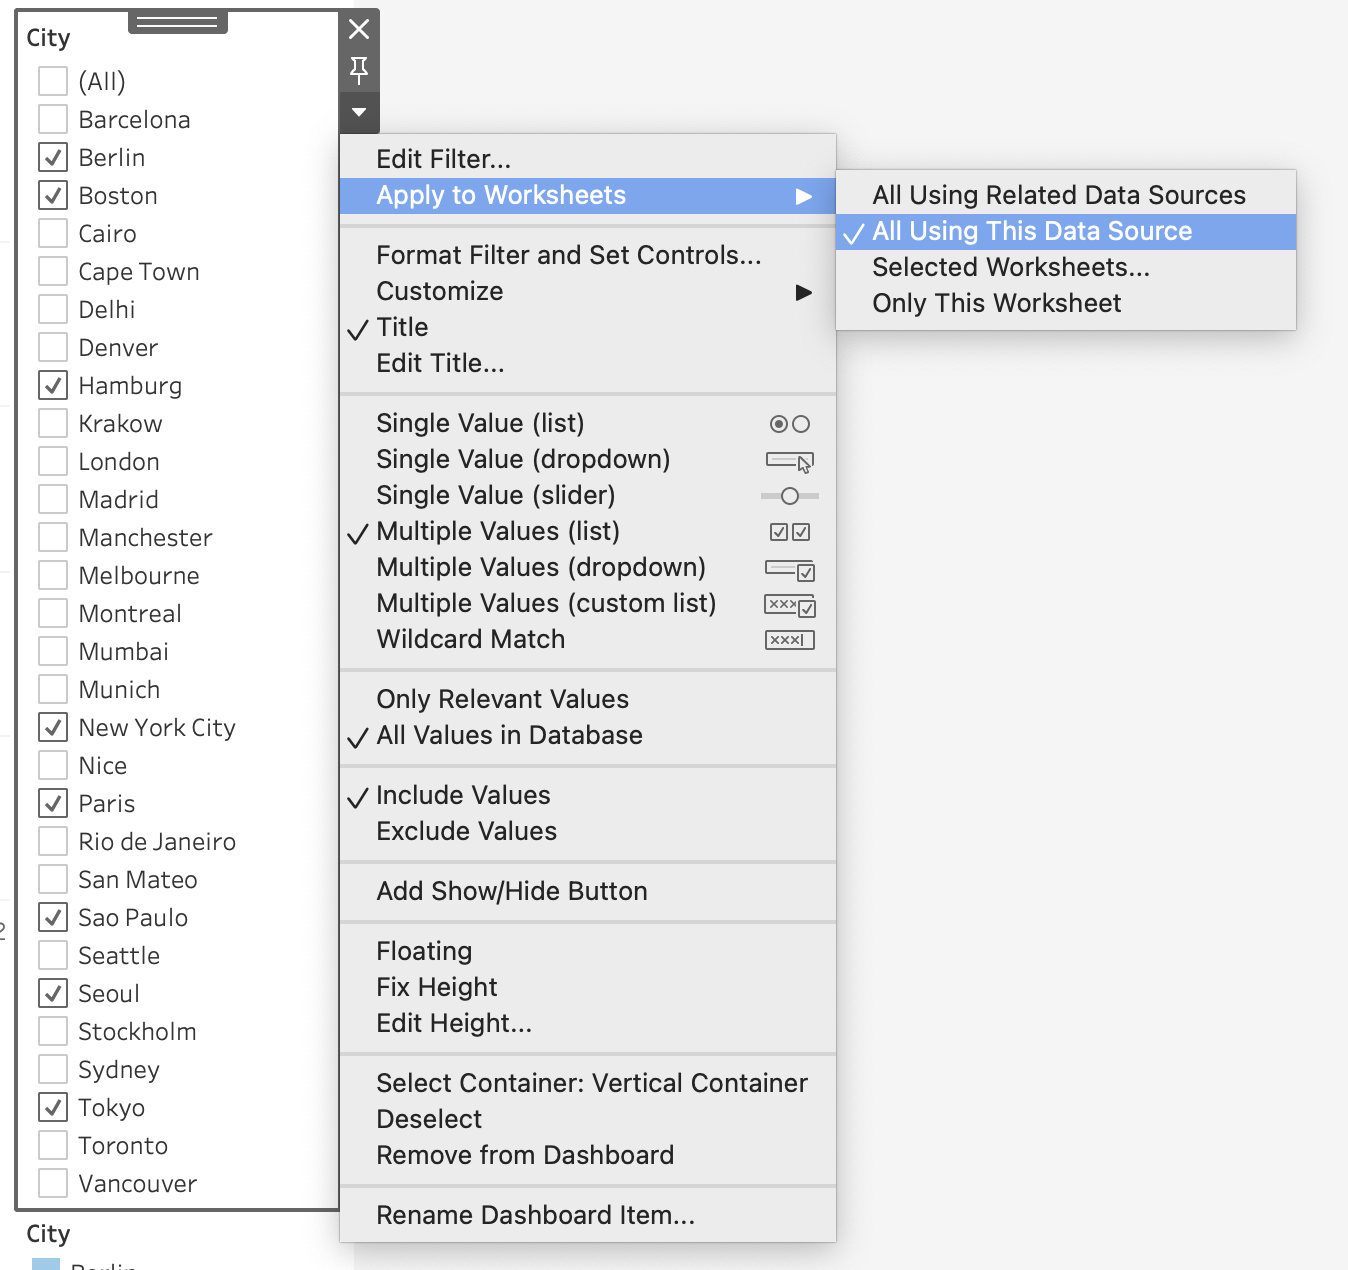 City
(All)
Barcelona
Berlin
Boston
Cairo
Cape Town
Delhi
Denver
Hamburg
Krakow
London
Madrid
Manchester
Melbourne
Montreal
Mumbai
Munich
New York City
Nice
Paris
Rio de Janeiro
San Mateo
Sao Paulo
Seattle
Seoul
Stockholm
Sydney
Tokyo
Toronto
Vancouver
City
Berlin
Edit Filter...
Apply to Worksheets
Format Filter and Set Controls...
Customize
Title
Edit Title...
Single Value (list)
Single Value (dropdown)
Single Value (slider)
Multiple Values (list)
Multiple Values (dropdown)
Multiple Values (custom list)
Wildcard Match
Only Relevant Values
All Values in Database
Include Values
Exclude Values
Add Show/Hide Button
Floating
Fix Height
Edit Height...
Select Container: Vertical Container
Deselect
Remove from Dashboard
Rename Dashboard Item...
All Using Related Data Sources
All Using This Data Source
Selected Worksheets...
Only This Worksheet